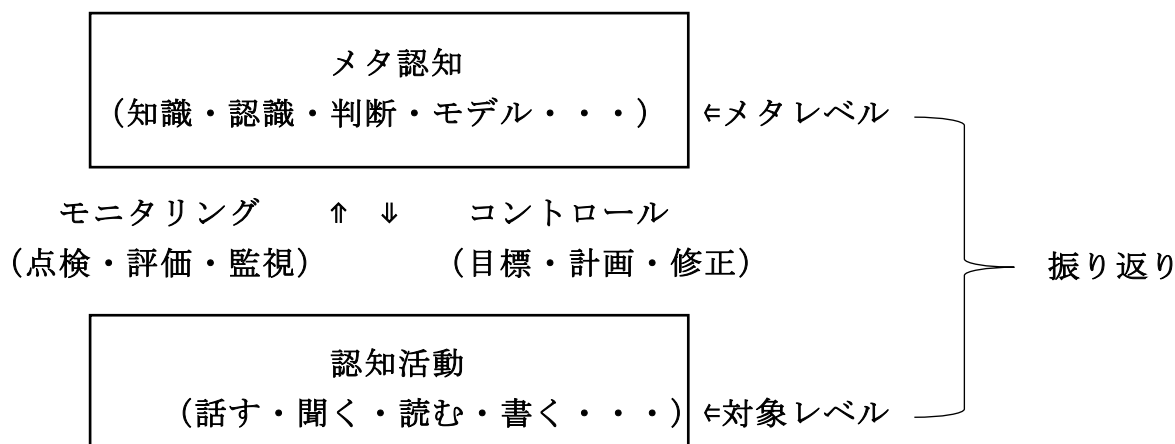 メタ認知
(知識・認識・判断・モデル・・・) ⇐メタレベル
モニタリング ⇑ ⇓ コントロール
(点検・評価・監視) (目標・計画・修正)
振り返り
認知活動
(話す・聞く・読む・書く・・・) ⇐対象レベル